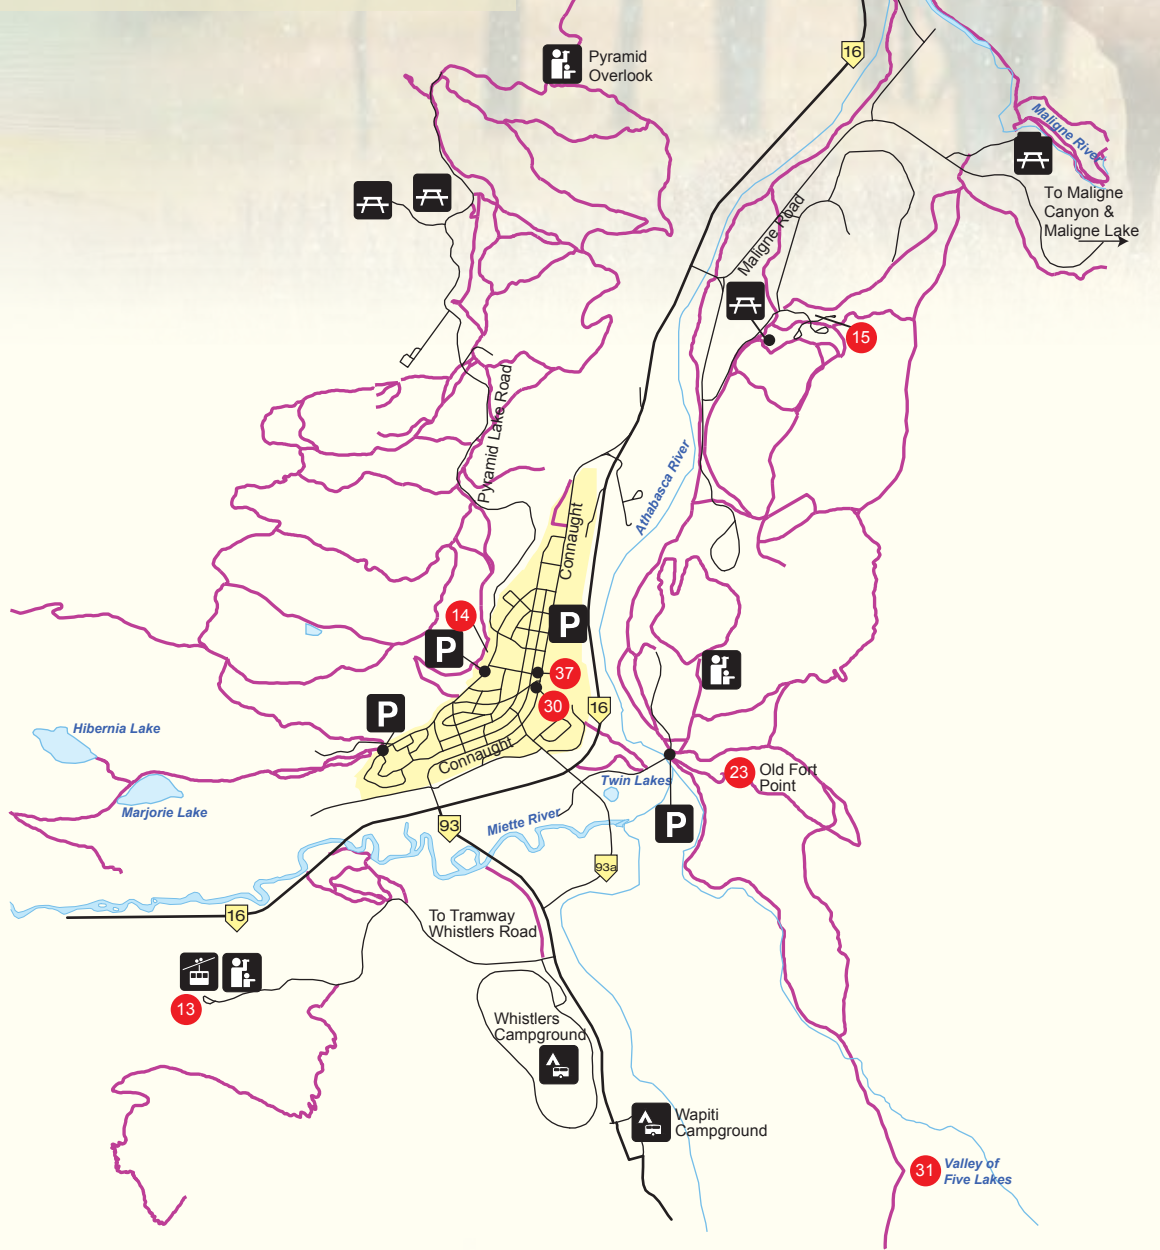 Pyramid
Overlook
16
Maligne River
To Maligne
Canyon &
Maligne Lake
Maligne Road
15
Pyramid Lake Road
Athabasca River
Connaught
14
P
P
37
30
16
P
Hibernia Lake
Connaught
23
Old Fort
Point
Twin Lakes
Marjorie Lake
Miette River
93
P
93a
16
To Tramway
Whistlers Road
13
Whistlers
Campground
Wapiti
Campground
31
Valley of
Five Lakes